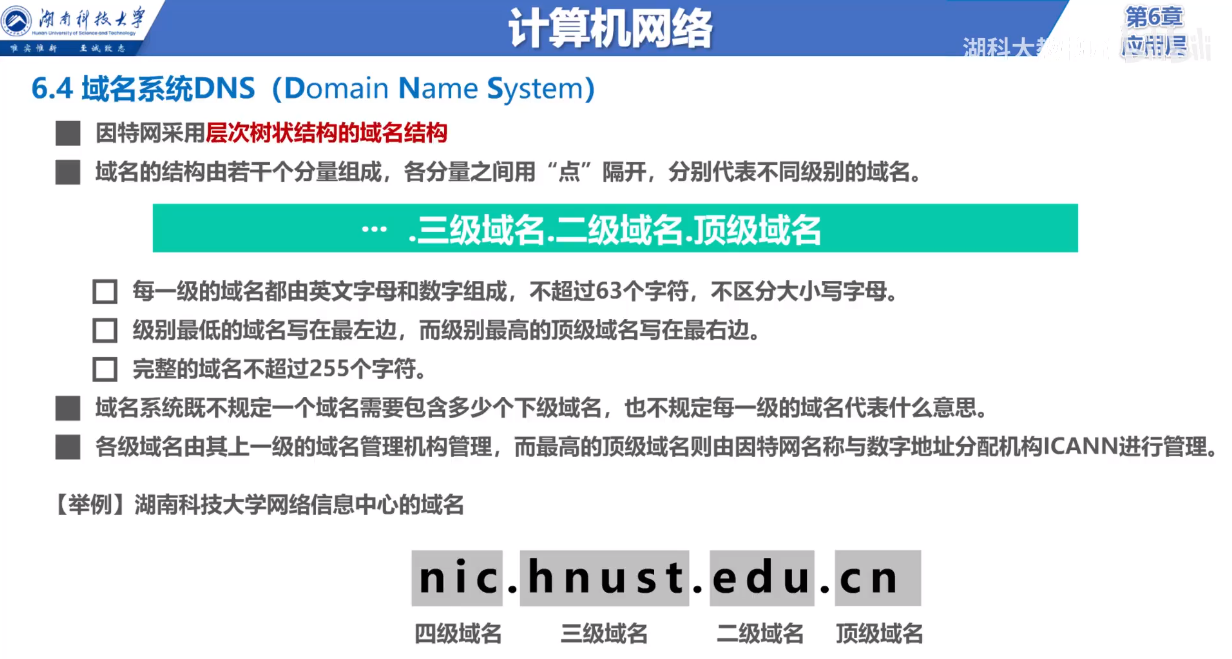 湖南科技大学
Hunan University of Science and Technology
唯实惟新 至诚致志
计算机网络
第6章
应用层
湖科大教书匠
6.4 域名系统DNS（Domain Name System）
因特网采用层次树状结构的域名结构
域名的结构由若干个分量组成，各分量之间用“点”隔开，分别代表不同级别的域名。
… .三级域名.二级域名.顶级域名
每一级的域名都由英文字母和数字组成，不超过63个字符，不区分大小写字母。
级别最低的域名写在最左边，而级别最高的顶级域名写在最右边。
完整的域名不超过255个字符。
域名系统既不规定一个域名需要包含多少个下级域名，也不规定每一级的域名代表什么意思。
各级域名由其上一级的域名管理机构管理，而最高的顶级域名则由因特网名称与数字地址分配机构ICANN进行管理。
【举例】湖南科技大学网络信息中心的域名
nic.hnust.edu.cn
四级域名 三级域名 二级域名 顶级域名